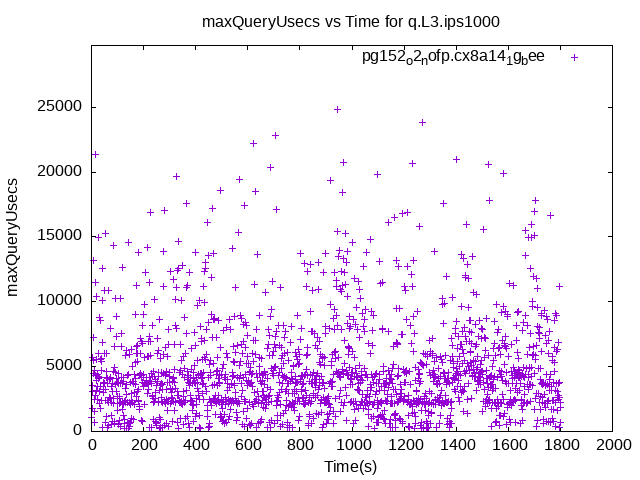 maxQueryUsecs vs Time for q.L3.ips1000
pg152_o2_nofp.cx8a14_1g_bee
25000
20000
15000
10000
5000
0
maxQueryUsecs
0 200 400 600 800 1000 1200 1400 1600 1800 2000
Time(s)